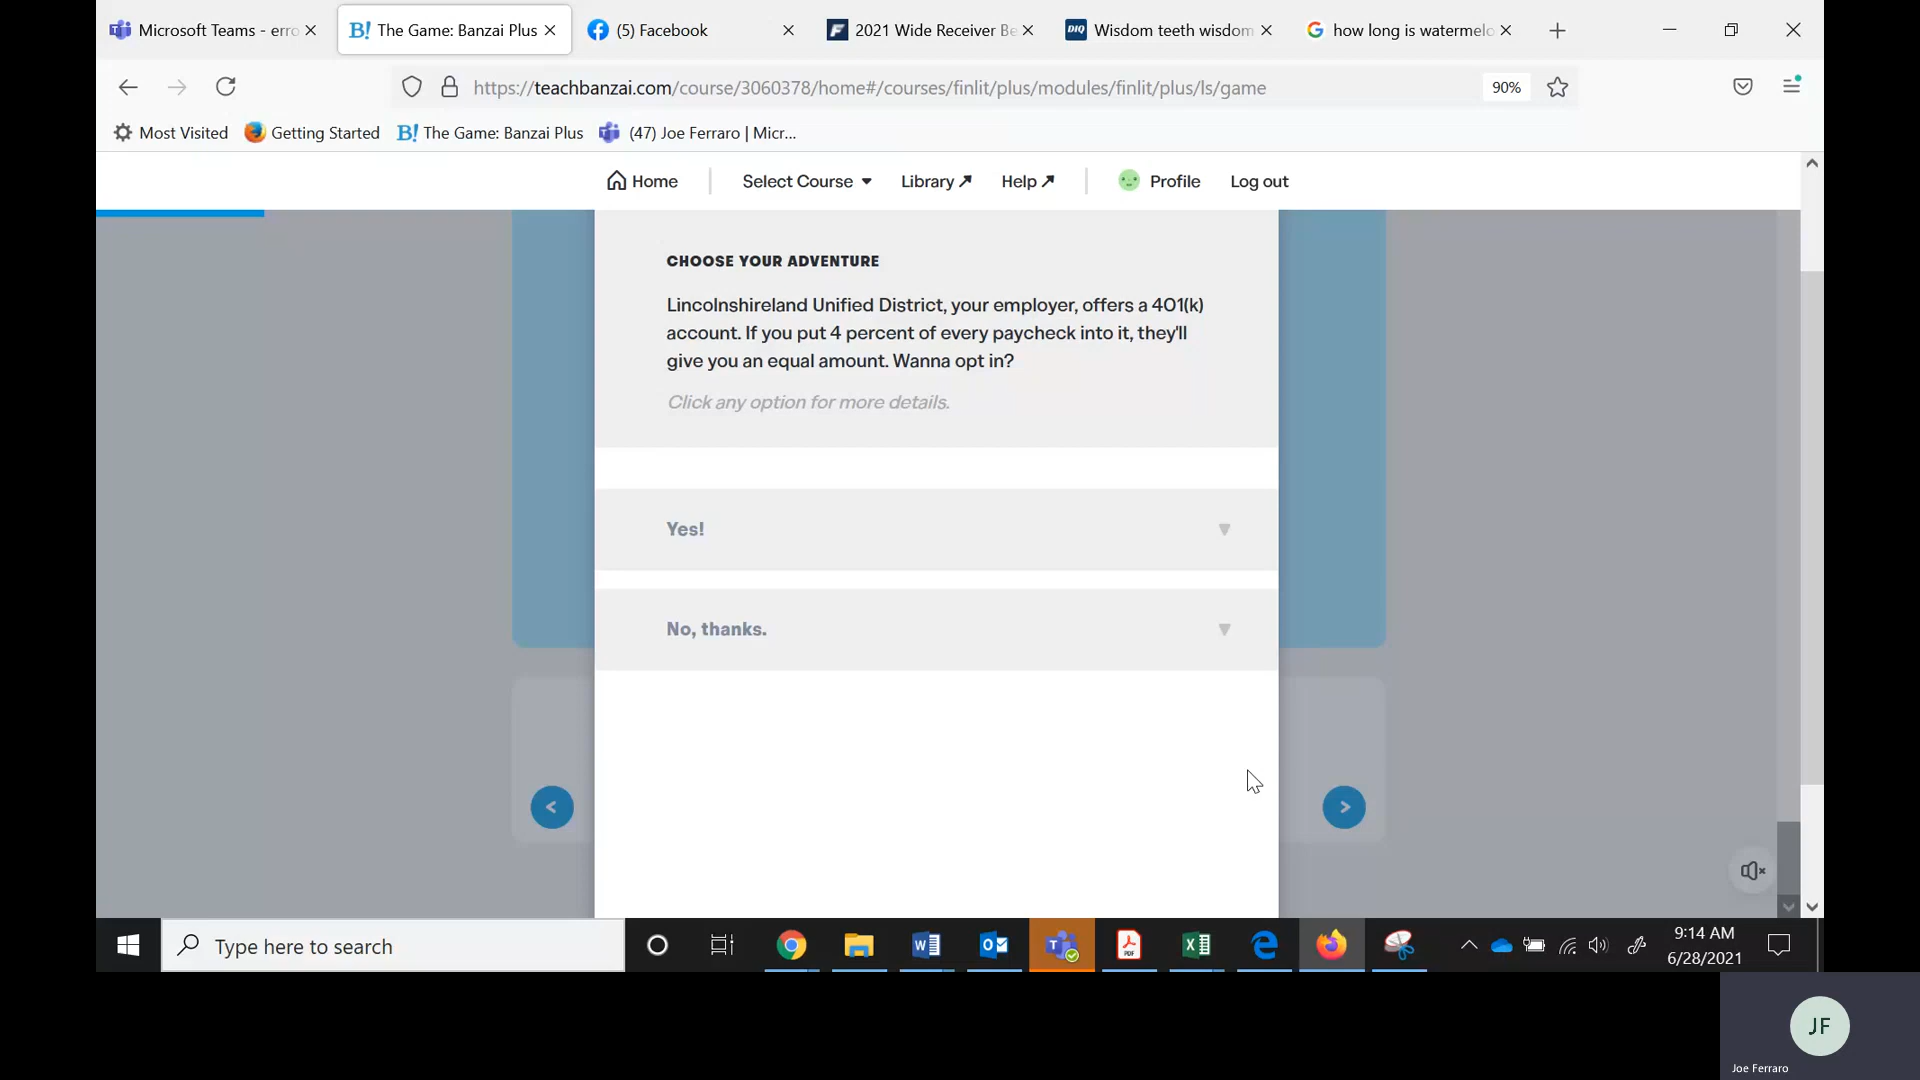 Microsoft Teams - erro
B! The Game: Banzai Plus
(5) Facebook
2021 Wide Receiver Be
DIQ Wisdom teeth wisdom
how long is watermelo
https://teachbanzai.com/course/3060378/home#/courses/finlit/plus/modules/finlit/plus/ls/game
90%
Most Visited
Getting Started
B! The Game: Banzai Plus
(47) Joe Ferraro | Micr...
Home
Select Course
Library
Help
Profile
Log out
CHOOSE YOUR ADVENTURE
Lincolnshireland Unified District, your employer, offers a 401(k)
account. If you put 4 percent of every paycheck into it, they'll
give you an equal amount. Wanna opt in?
Click any option for more details.
Yes!
No, thanks.
Type here to search
9:14 AM
6/28/2021
JF
Joe Ferraro